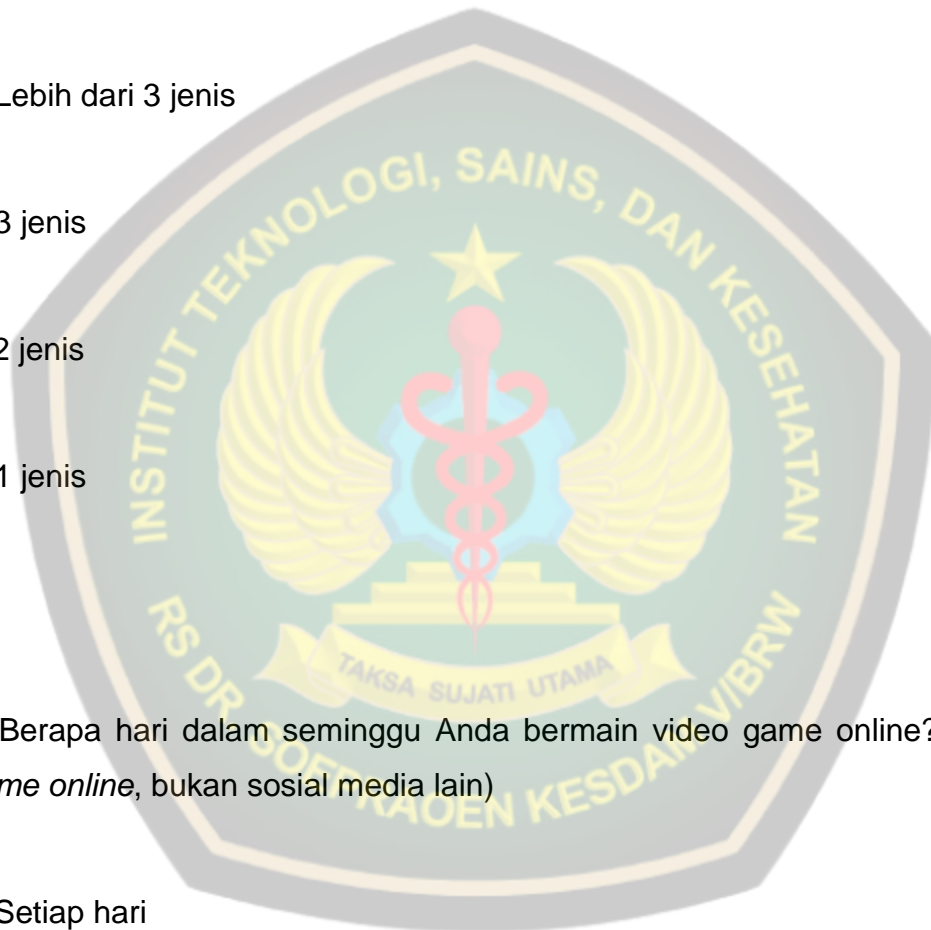 Lebih dari 3 jenis
3 jenis
2 jenis
1 jenis
INSTITUT TEKNOLOGI, SAINS, DAN KESEHATAN
RS DR. SOEPRAOEN KESDAM V/BRW
TAKSA SUJATI UTAMA
Berapa hari dalam seminggu Anda bermain video game online?
me online, bukan sosial media lain)
Setiap hari